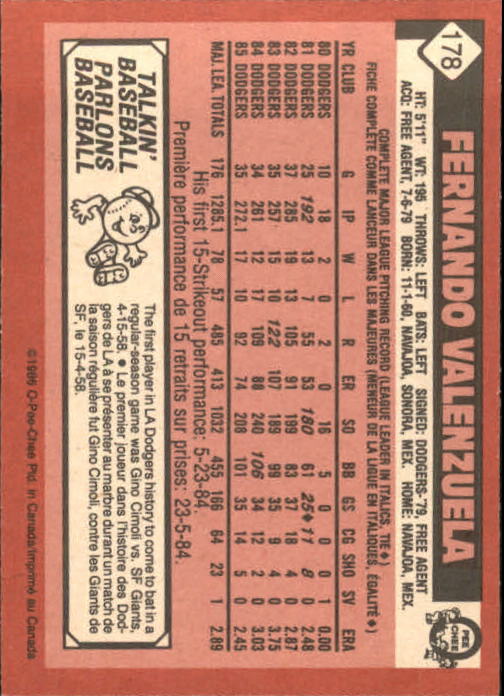 178
FERNANDO VALENZUELA
HT: 5'11" WT: 195 THROWS: LEFT BATS: LEFT SIGNED: DODGERS-'79, FREE AGENT
ACQ: FREE AGENT, 7-6-79 BORN: 11-1-60, NAVAJOA, SONORA, MEX. HOME: NAVAJOA, MEX.
O
PEE
CHEE
COMPLETE MAJOR LEAGUE PITCHING RECORD (LEAGUE LEADER IN ITALICS, TIE♦)
FICHE COMPLÈTE COMME LANCEUR DANS LES MAJEURES (MENEUR DE LA LIGUE EN ITALIQUES, ÉGALITÉ♦)
YR CLUB G IP W L R ER SO BB GS CG SHO SV ERA
80 DODGERS 10 18 2 0 2 0 16 5 0 0 0 1 0.00
81 DODGERS 25 192 13 7 55 53 180 61 25♦ 11 8 0 2.48
82 DODGERS 37 285 19 13 105 91 199 83 37 18 4 0 2.87
83 DODGERS 35 257 15 10 122 107 189 99 35 9 4 0 3.75
84 DODGERS 34 261 12 17 109 88 240 106 34 12 2 0 3.03
85 DODGERS 35 272.1 17 10 92 74 208 101 35 14 5 0 2.45
MAJ. LEA. TOTALS 176 1285.1 78 57 485 413 1032 455 166 64 23 1 2.89
His first 15-Strikeout performance: 5-23-84.
Première performance de 15 retraits sur prises: 23-5-84.
TALKIN'
BASEBALL
PARLONS
BASEBALL
The first player in LA Dodgers history to come to bat in a
regular-season game was Gino Cimoli vs. SF Giants,
4-15-58. ● Le premier joueur dans l'histoire des Dod-
gers de LA à se présenter au marbre durant un match de
la saison régulière fut Gino Cimoli, contre les Giants de
SF, le 15-4-58.
©1986 O-Pee-Chee Ptd. in Canada/Imprimé au Canada